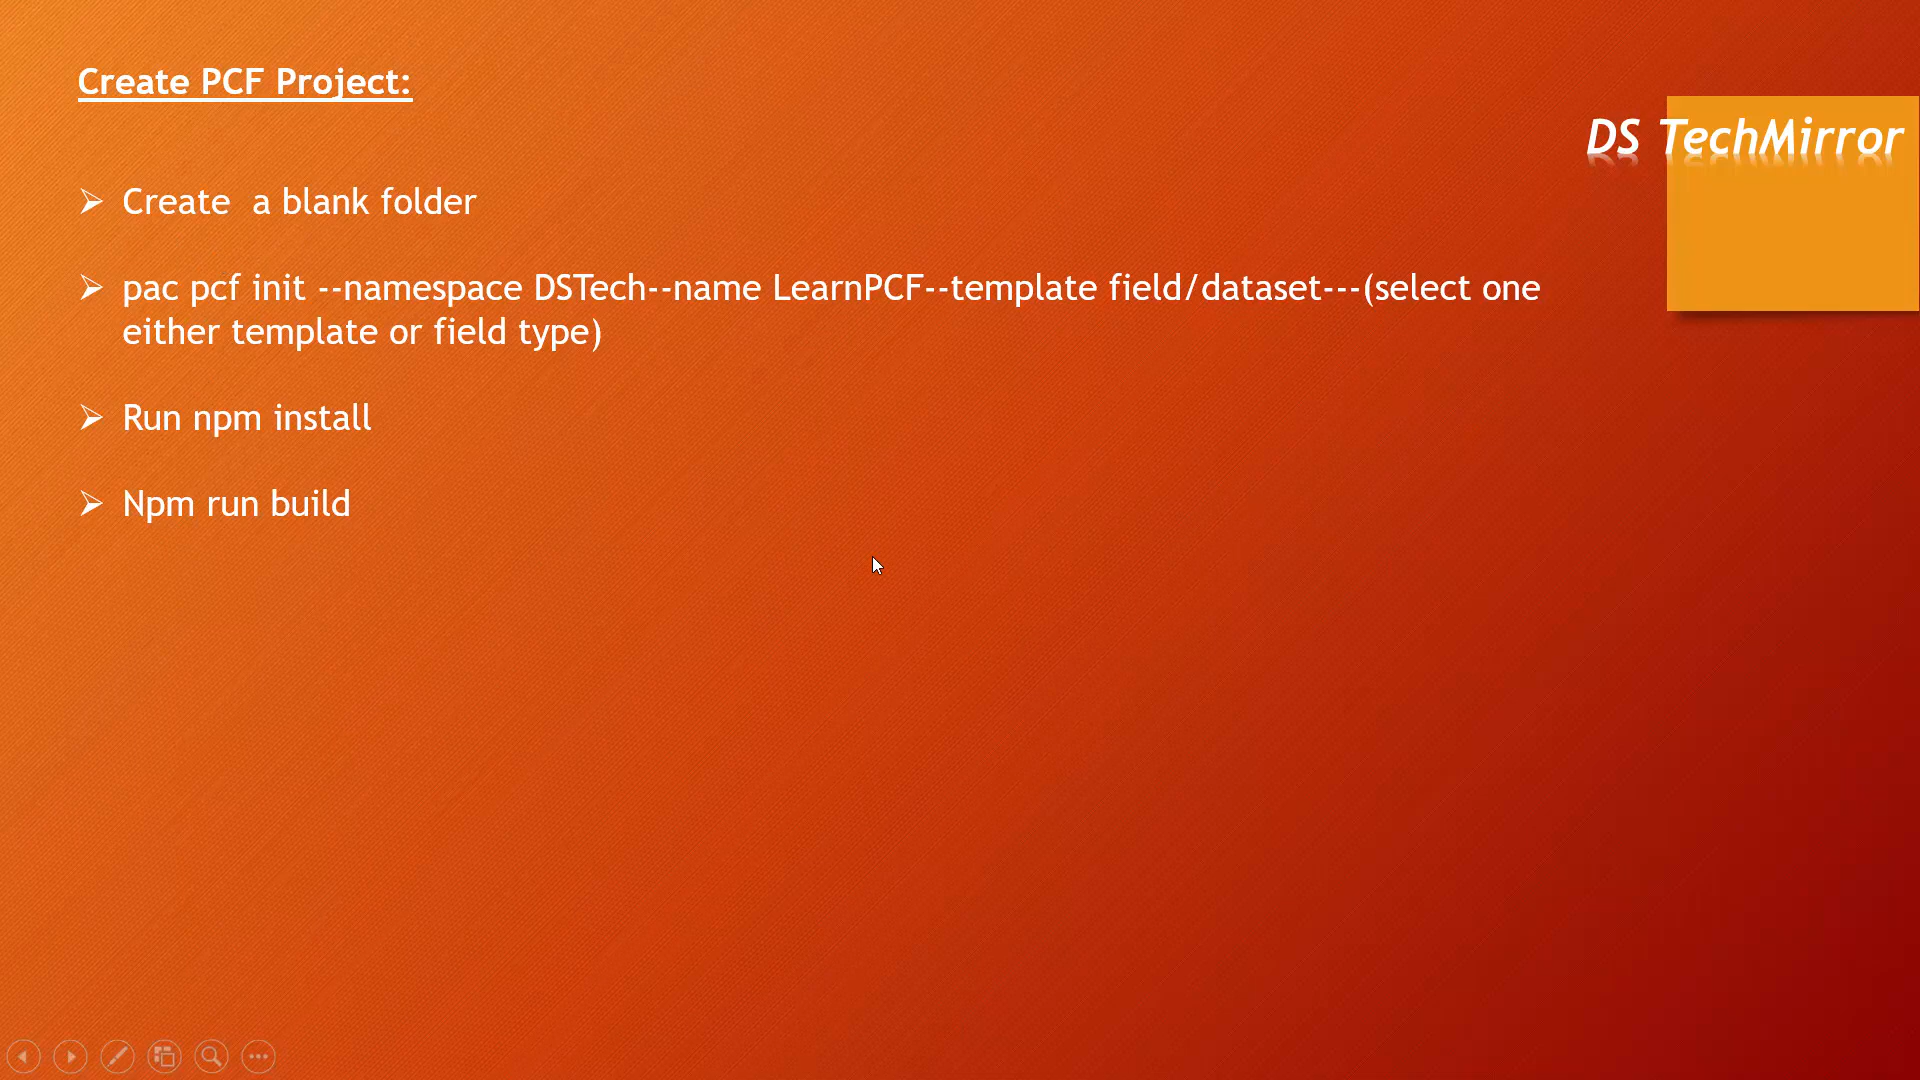 Create PCF Project:
DS TechMirror
Create  a blank folder
pac pcf init --namespace DSTech--name LearnPCF--template field/dataset---(select one
either template or field type)
Run npm install
Npm run build